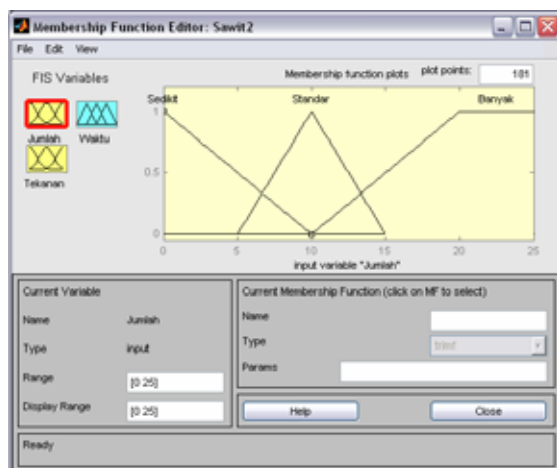 Membership Function Editor: Sawit2
File Edit View
FIS Variables
Jumlah
Waktu
Tekanan
Membership function plots
plot points:
181
Sedikit
Standar
Banyak
1
0.5
0
0 5 10 15 20 25
input variable "Jumlah"
Current Variable
Name Jumlah
Type input
Range [0 25]
Display Range [0 25]
Current Membership Function (click on MF to select)
Name
Type trimf
Params
Help
Close
Ready